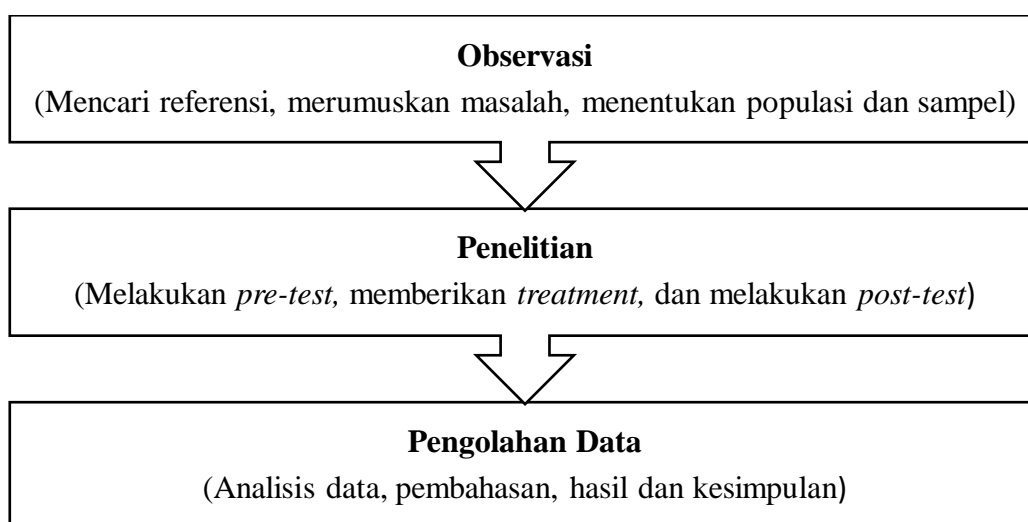 Observasi
(Mencari referensi, merumuskan masalah, menentukan populasi dan sampel)
Penelitian
(Melakukan pre-test, memberikan treatment, dan melakukan post-test)
Pengolahan Data
(Analisis data, pembahasan, hasil dan kesimpulan)